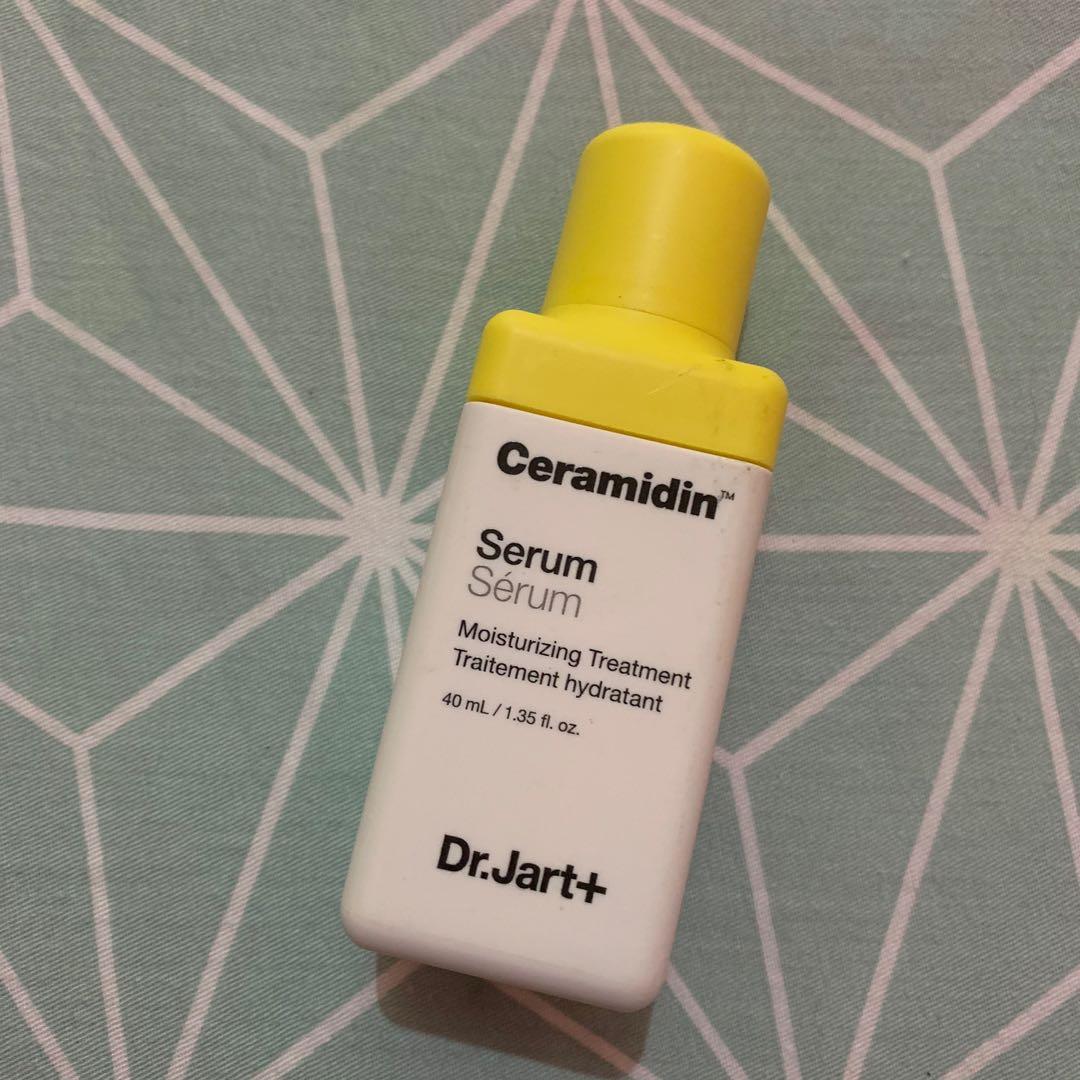 Ceramidin™
Serum
Sérum
Moisturizing Treatment
Traitement hydratant
40 mL / 1.35 fl. oz.
Dr.Jart+